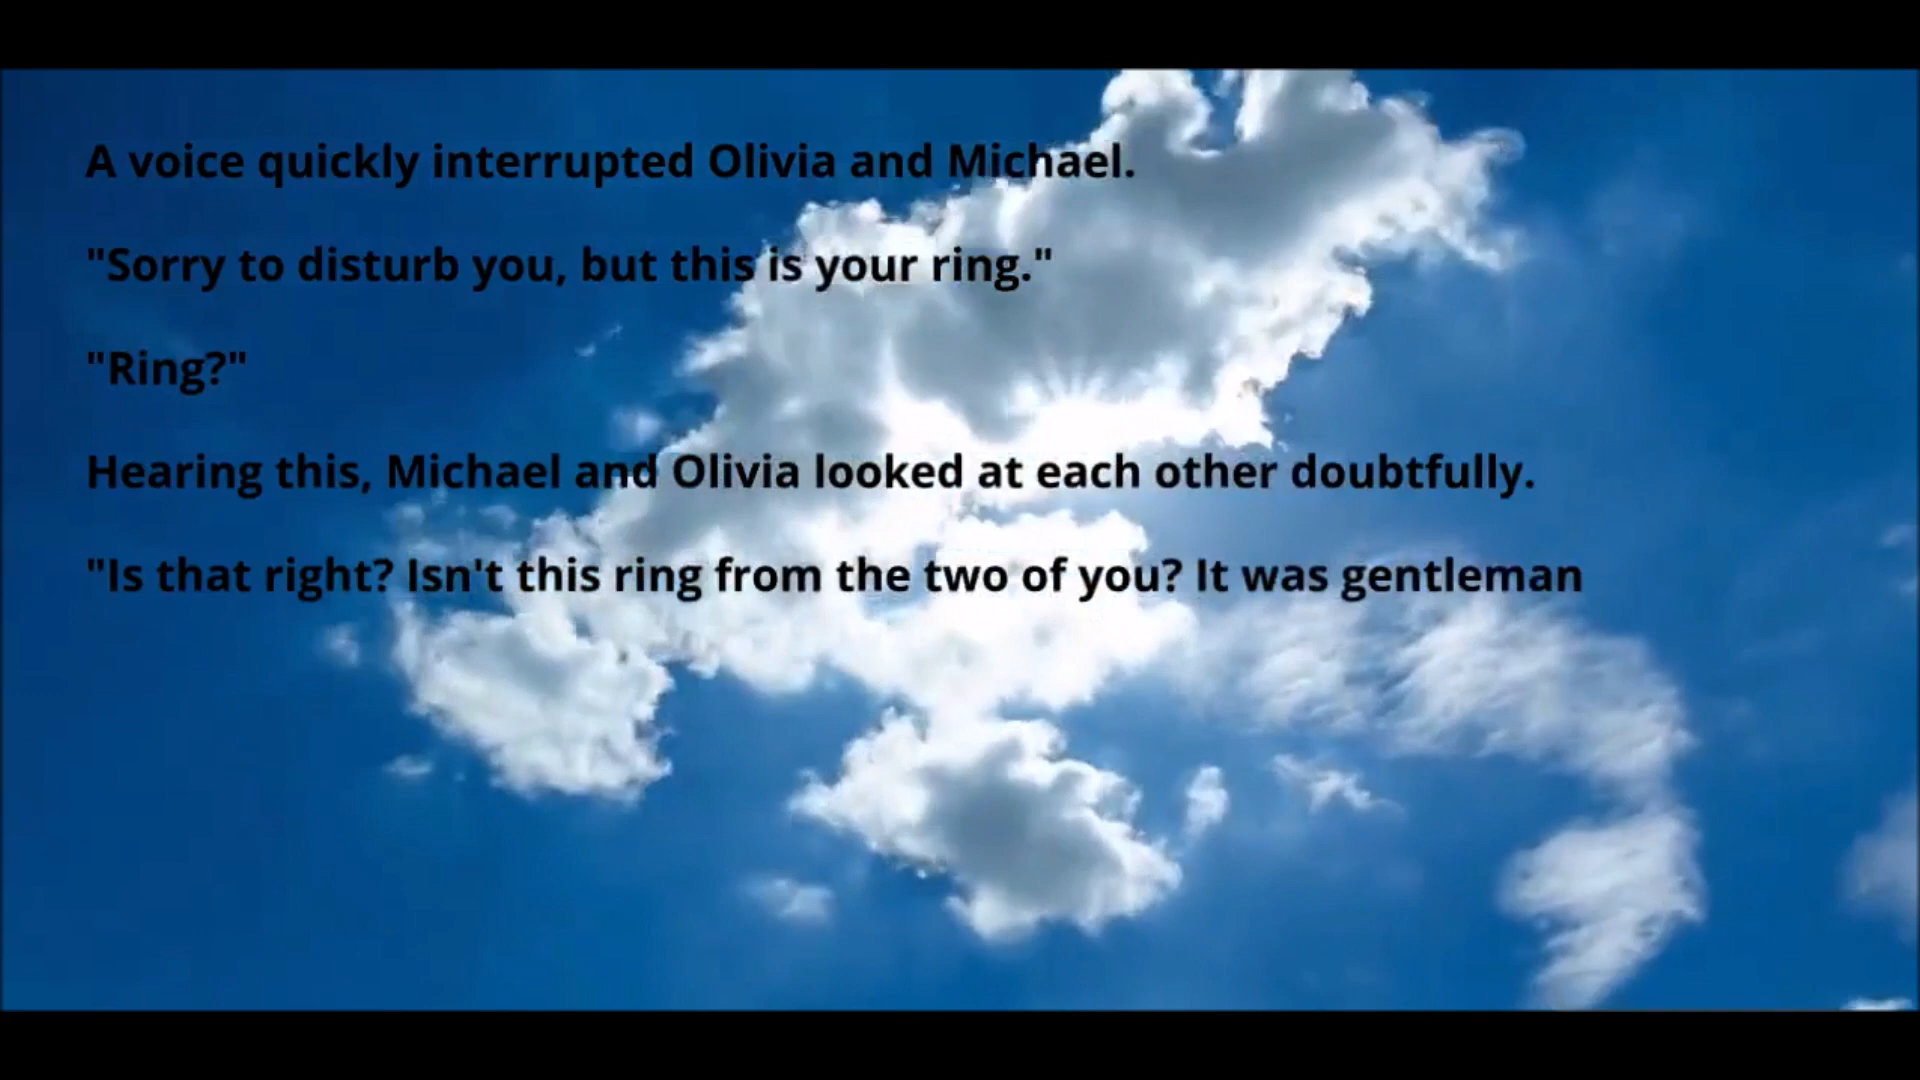 A voice quickly interrupted Olivia and Michael.
"Sorry to disturb you, but this is your ring."
"Ring?"
Hearing this, Michael and Olivia looked at each other doubtfully.
"Is that right? Isn't this ring from the two of you? It was gentleman